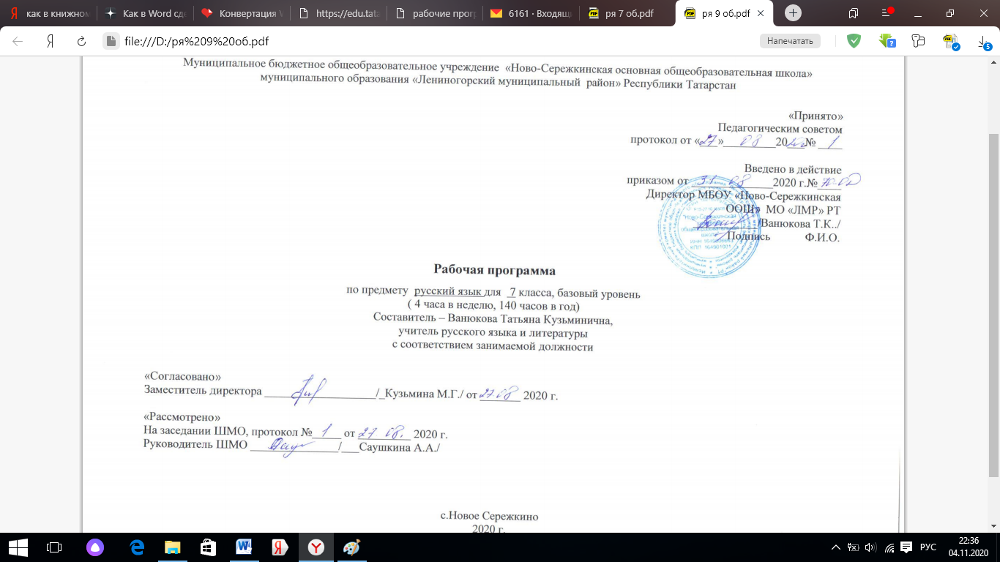 как в книжном
Как в Word сде
Конвертация V
https://edu.tata
рабочие прогр
6161 · Входящ
ря 7 об.pdf
ря 9 об.pdf
file:///D:/ря%209%20об.pdf
Напечатать
Муниципальное бюджетное общеобразовательное учреждение «Ново-Сережкинская основная общеобразовательная школа»
муниципального образования «Лениногорский муниципальный район» Республики Татарстан
«Принято»
Педагогическим советом
протокол от «27» 08 20 № 1
Введено в действие
приказом от 31 08 2020 г.№
Директор МБОУ «Ново-Сережкинская
ООШ» МО «ЛМР» РТ
/Ванюкова Т.К../
Подпись Ф.И.О.
Рабочая программа
по предмету русский язык для 7 класса, базовый уровень
( 4 часа в неделю, 140 часов в год)
Составитель – Ванюкова Татьяна Кузьминична,
учитель русского языка и литературы
с соответствием занимаемой должности
«Согласовано»
Заместитель директора ____________________/_Кузьмина М.Г./ от 27 08 2020 г.
«Рассмотрено»
На заседании ШМО, протокол № 1 от 27 08. 2020 г.
Руководитель ШМО ________________/___Саушкина А.А./
с.Новое Сережкино
2020 г.
РУС
22:36
04.11.2020